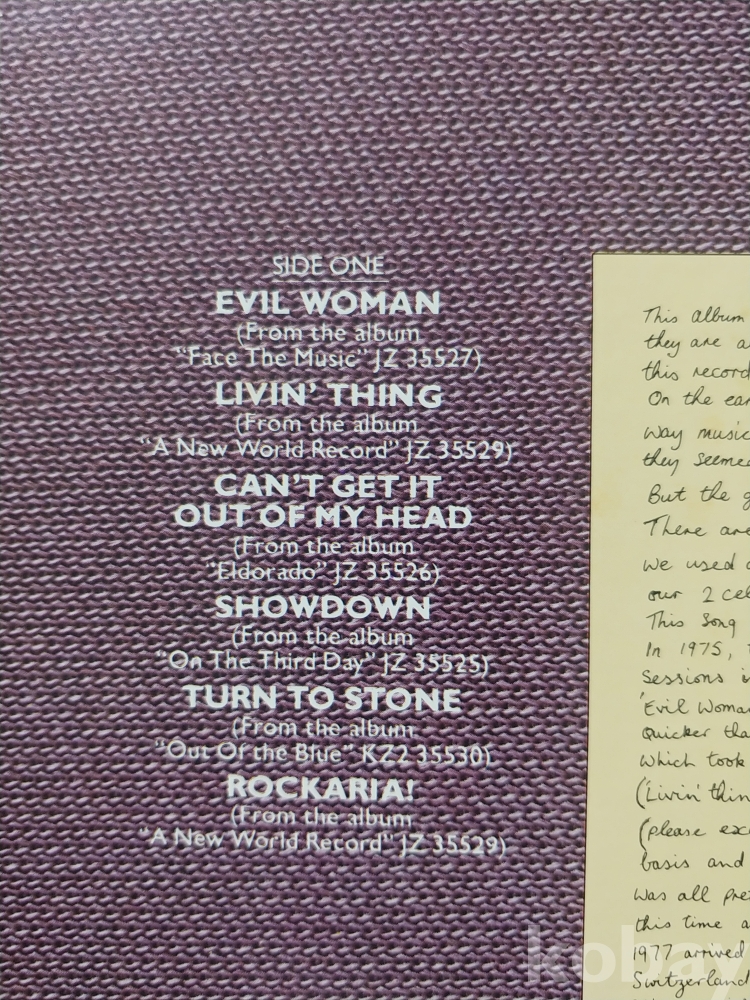 SIDE ONE
EVIL WOMAN
(From the album
"Face The Music" JZ 35527)
LIVIN' THING
(From the album
"A New World Record" JZ 35529)
CAN'T GET IT
OUT OF MY HEAD
(From the album
"Eldorado" JZ 35526)
SHOWDOWN
(From the album
"On The Third Day" JZ 35525)
TURN TO STONE
(From the album
"Out Of the Blue" KZ2 35530)
ROCKARIA!
(From the album
"A New World Record" JZ 35529)
This album
they are a
this record
On the ear
way music
they seemed
But the g
There are
we used
our 2 cel
This song
In 1975,
Sessions i
'Evil Woman
quicker tha
which took
('Livin' thin
(please exc
basis and
was all pre
this time a
1977 arrived
Switzerland
kobay